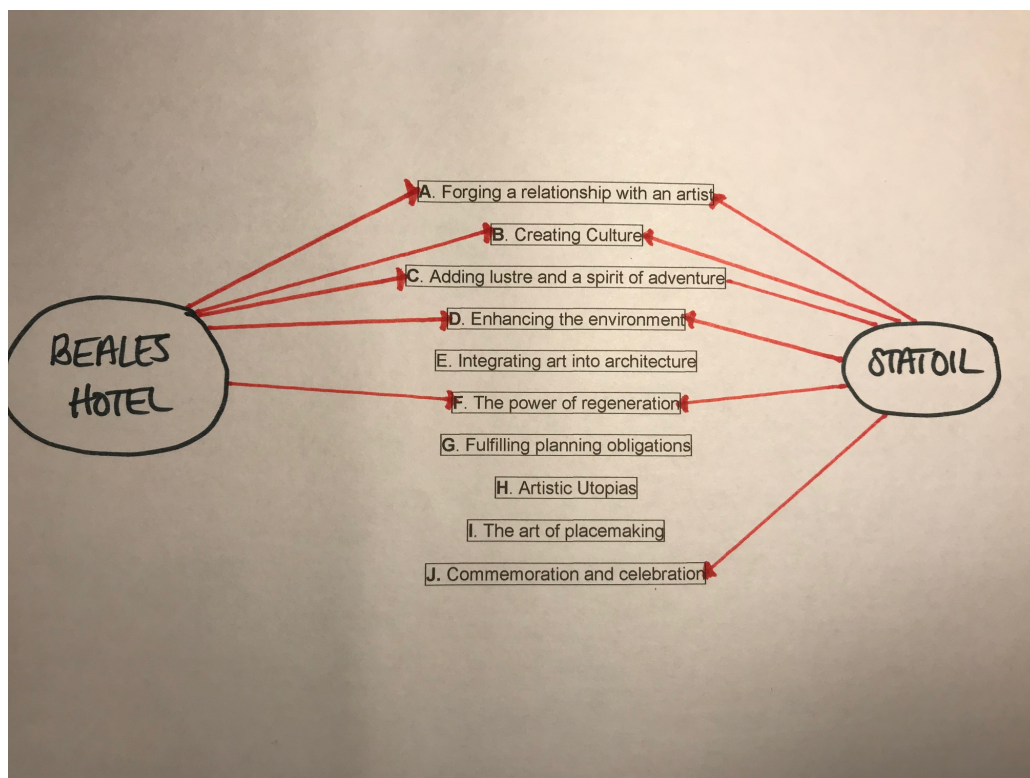 A. Forging a relationship with an artist
B. Creating Culture
C. Adding lustre and a spirit of adventure
D. Enhancing the environment
E. Integrating art into architecture
F. The power of regeneration
G. Fulfilling planning obligations
H. Artistic Utopias
I. The art of placemaking
J. Commemoration and celebration
BEALES
HOTEL
STATOIL